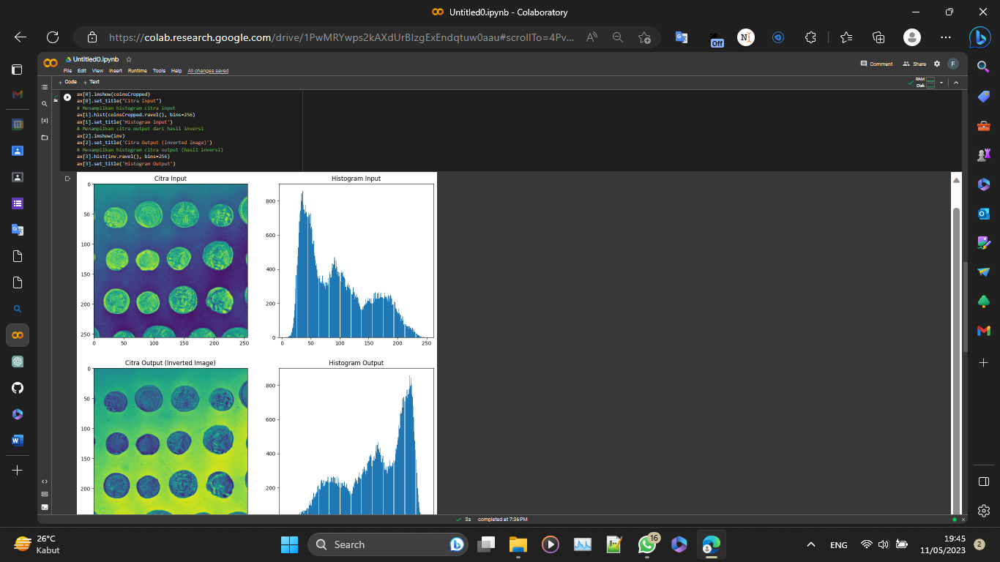 Untitled0.ipynb - Colaboratory
https://colab.research.google.com/drive/1PwMRYwps2kAXdUrBIzgExEndqtuw0aau#scrollTo=4Pv...
Off
Untitled0.ipynb
File Edit View Insert Runtime Tools Help All changes saved
Comment Share F
+ Code + Text
RAM
Disk
ax[0].imshow(coinsCropped)
ax[0].set_title("Citra Input")
# Menampilkan histogram citra input
ax[1].hist(coinsCropped.ravel(), bins=256)
ax[1].set_title('Histogram Input')
# Menampilkan citra output dari hasil inversi
ax[2].imshow(inv)
ax[2].set_title('Citra Output (Inverted Image)')
# Menampilkan histogram citra output (hasil inversi)
ax[3].hist(inv.ravel(), bins=256)
ax[3].set_title('Histogram Output')
Citra Input
0
50
100
150
200
250
0 50 100 150 200 250
Histogram Input
800
600
400
200
0
0 50 100 150 200 250
Citra Output (Inverted Image)
0
50
100
150
200
Histogram Output
800
600
400
200
3s completed at 7:36 PM
26°C
Kabut
Search
16
ENG
19:45
11/05/2023
2